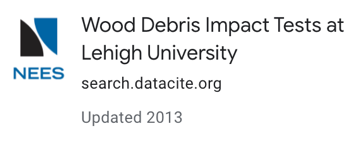 Wood Debris Impact Tests at
Lehigh University
NEES
search.datacite.org
Updated 2013